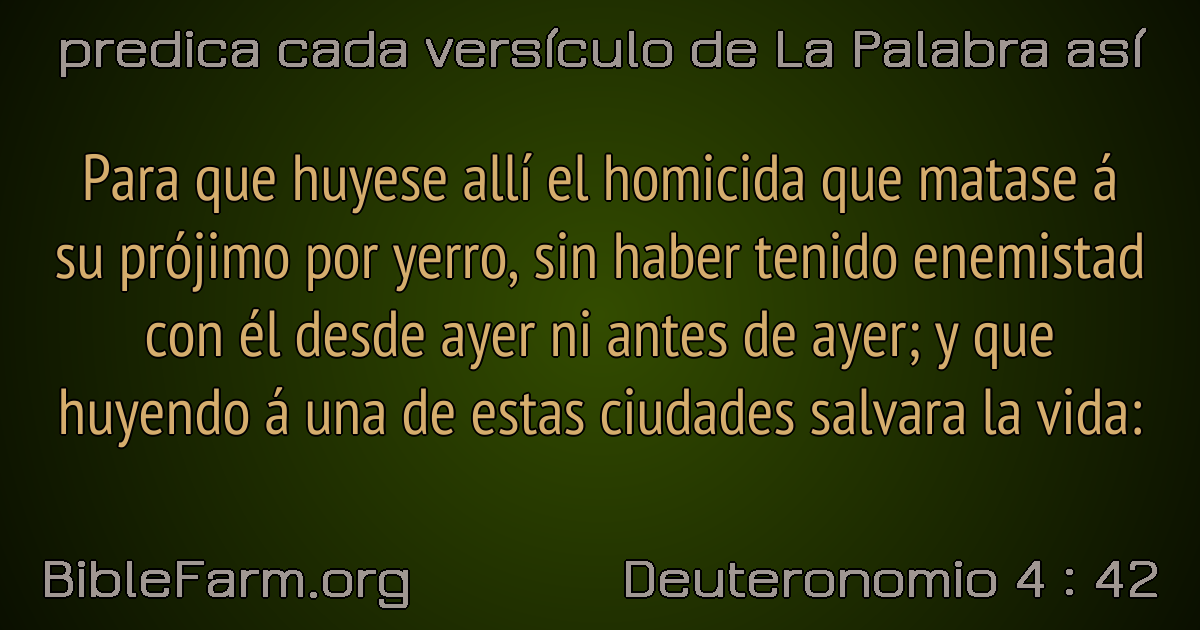 predica cada versículo de La Palabra así
Para que huyese allí el homicida que matase á
su prójimo por yerro, sin haber tenido enemistad
con él desde ayer ni antes de ayer; y que
huyendo á una de estas ciudades salvara la vida:
BibleFarm.org
Deuteronomio 4 : 42